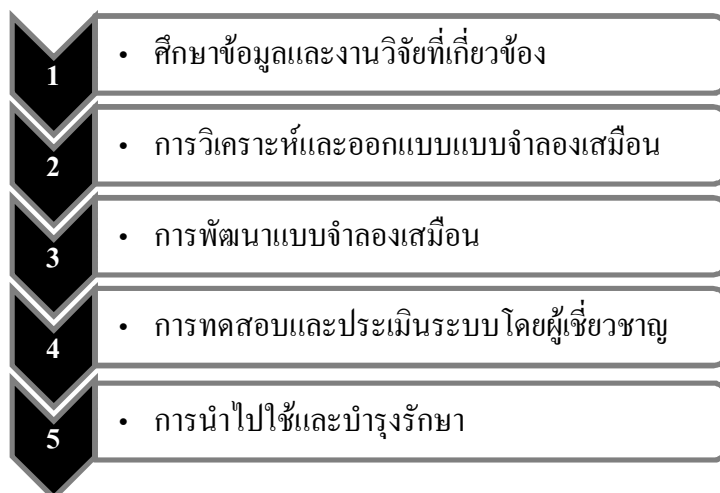 1
• ศึกษาข้อมูลและงานวิจัยที่เกี่ยวข้อง
2
• การวิเคราะห์และออกแบบแบบจำลองเสมือน
3
• การพัฒนาแบบจำลองเสมือน
4
• การทดสอบและประเมินระบบโดยผู้เชี่ยวชาญ
5
• การนำไปใช้และบำรุงรักษา